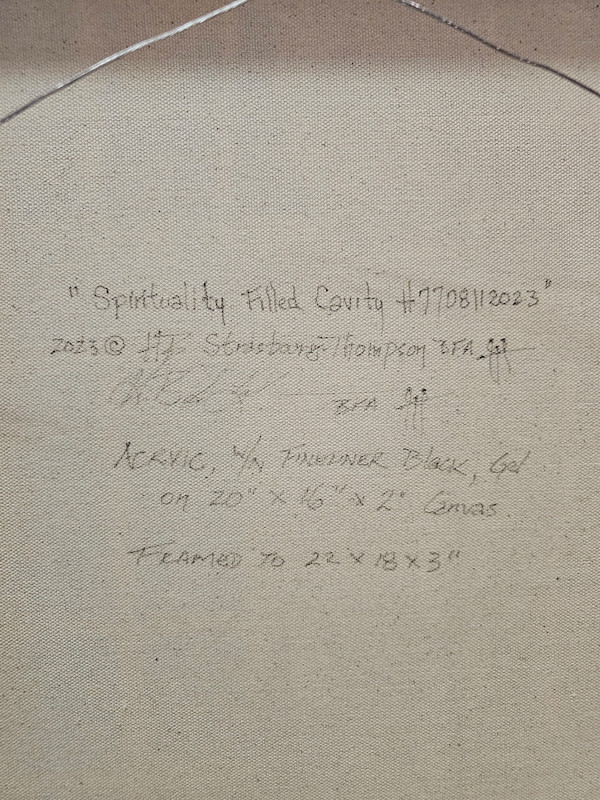 "Spirituality Filled Cavity #7708112023"
2023 © Strasbourg-Thompson BFA
BFA
ACRYLIC, W/N FINELINER Black, Gel
on 20" x 16" x 2" Canvas
FRAMED TO 22 x 18 x 3"